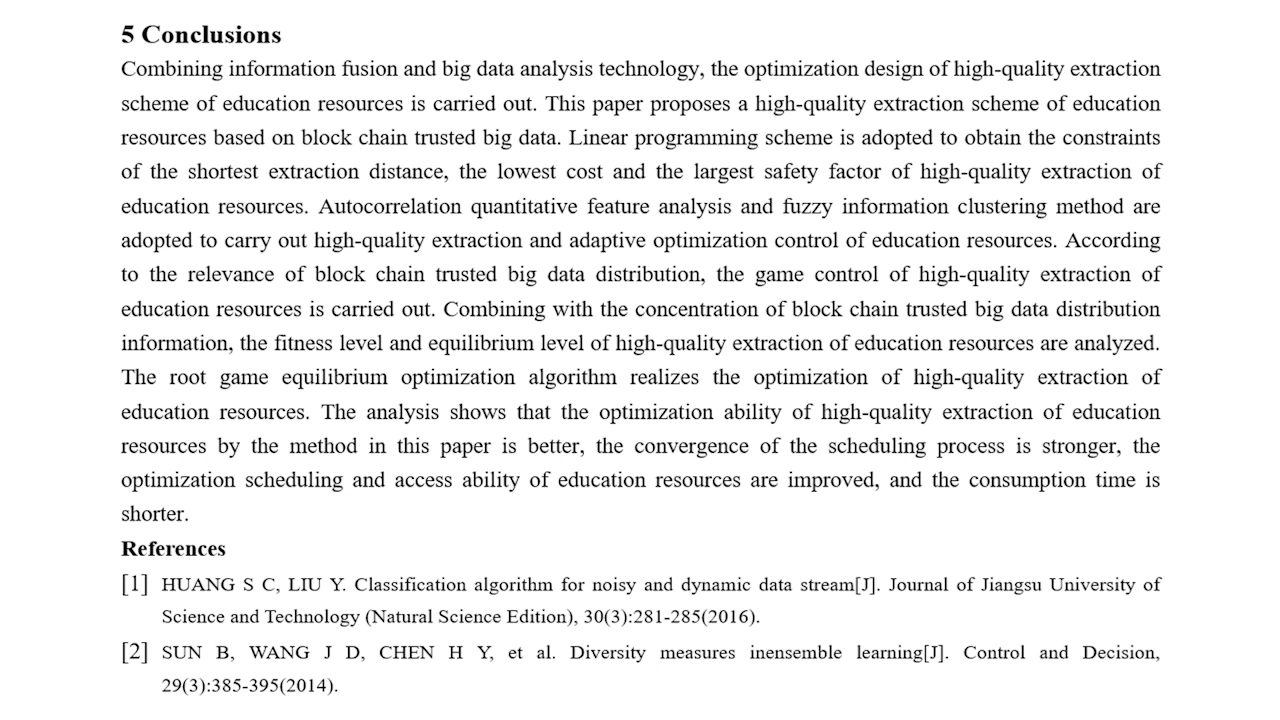 5 Conclusions
Combining information fusion and big data analysis technology, the optimization design of high-quality extraction
scheme of education resources is carried out. This paper proposes a high-quality extraction scheme of education
resources based on block chain trusted big data. Linear programming scheme is adopted to obtain the constraints
of the shortest extraction distance, the lowest cost and the largest safety factor of high-quality extraction of
education resources. Autocorrelation quantitative feature analysis and fuzzy information clustering method are
adopted to carry out high-quality extraction and adaptive optimization control of education resources. According
to the relevance of block chain trusted big data distribution, the game control of high-quality extraction of
education resources is carried out. Combining with the concentration of block chain trusted big data distribution
information, the fitness level and equilibrium level of high-quality extraction of education resources are analyzed.
The root game equilibrium optimization algorithm realizes the optimization of high-quality extraction of
education resources. The analysis shows that the optimization ability of high-quality extraction of education
resources by the method in this paper is better, the convergence of the scheduling process is stronger, the
optimization scheduling and access ability of education resources are improved, and the consumption time is
shorter.
References
[1] HUANG S C, LIU Y. Classification algorithm for noisy and dynamic data stream[J]. Journal of Jiangsu University of
Science and Technology (Natural Science Edition), 30(3):281-285(2016).
[2] SUN B, WANG J D, CHEN H Y, et al. Diversity measures inensemble learning[J]. Control and Decision,
29(3):385-395(2014).